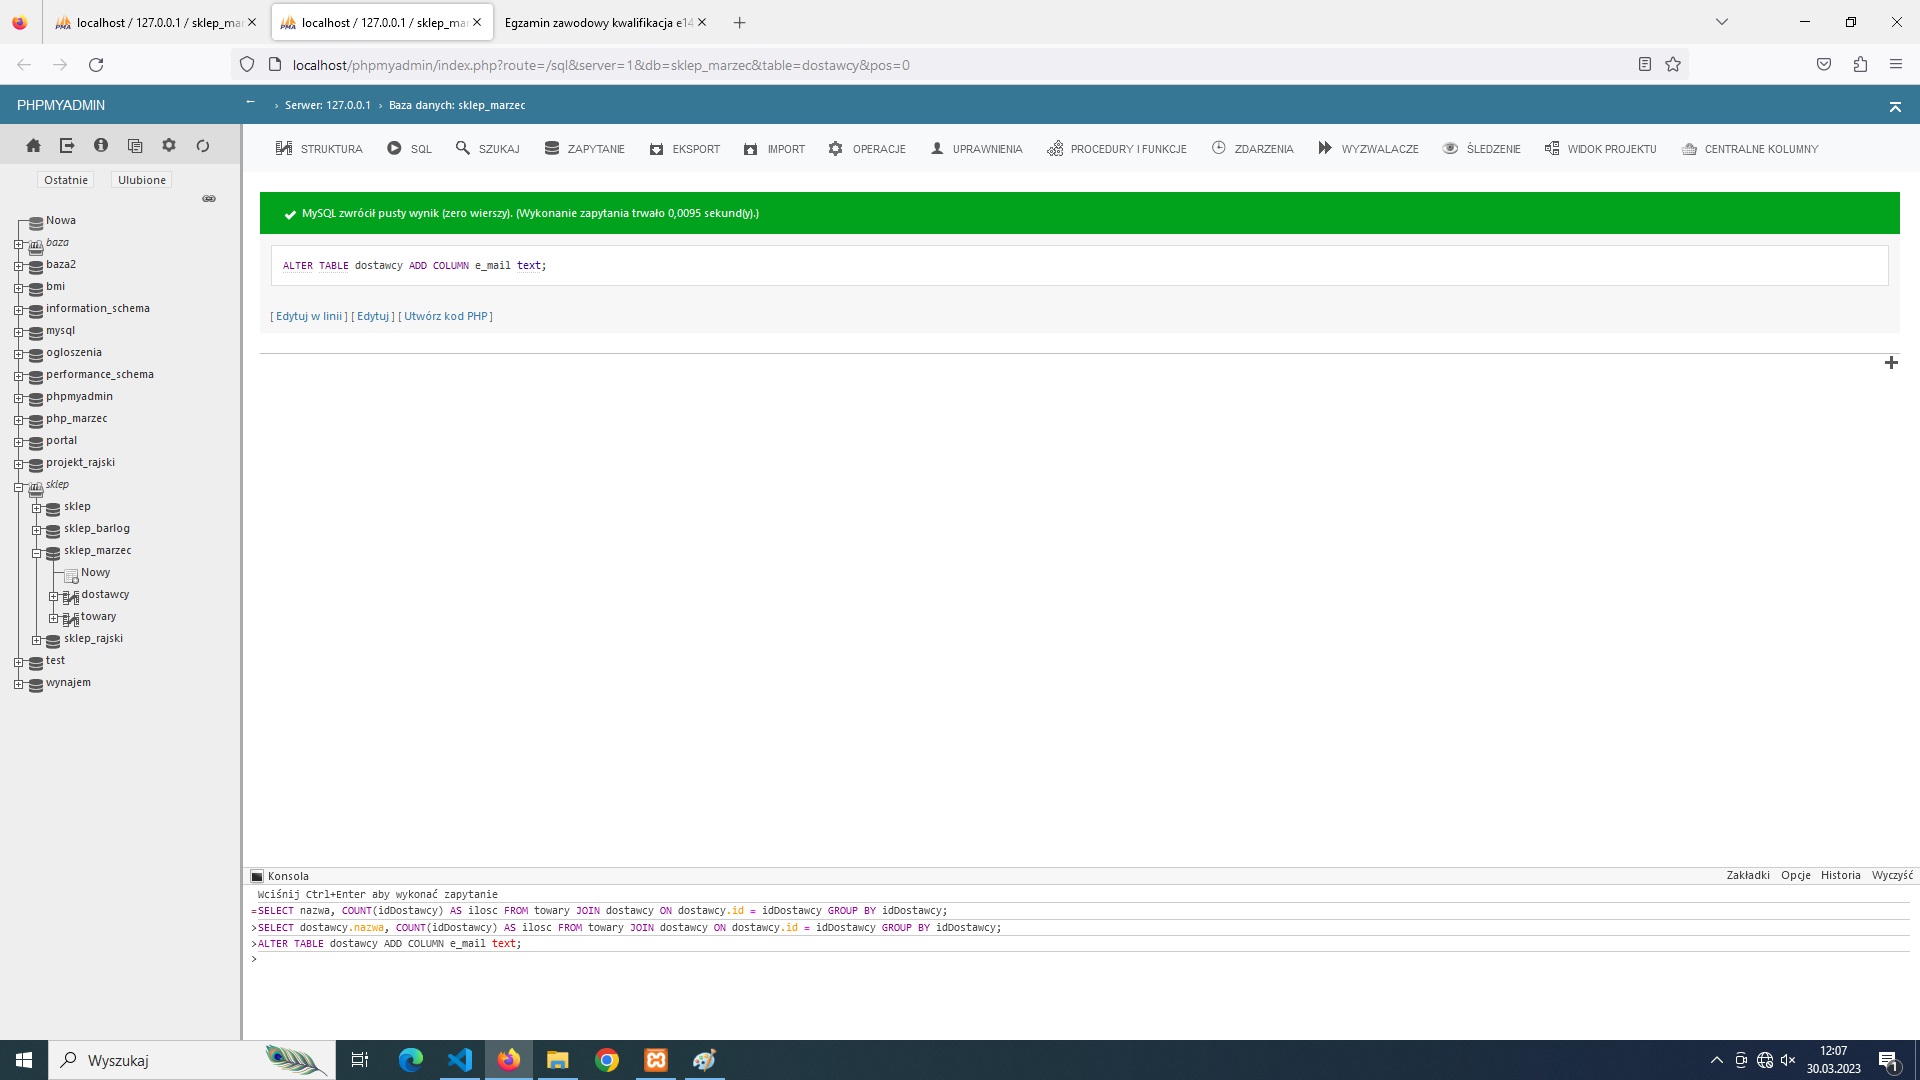 localhost / 127.0.0.1 / sklep_mar
localhost / 127.0.0.1 / sklep_ma
Egzamin zawodowy kwalifikacja e14
localhost/phpmyadmin/index.php?route=/sql&server=1&db=sklep_marzec&table=dostawcy&pos=0
PHPMYADMIN
← › Serwer: 127.0.0.1 › Baza danych: sklep_marzec
STRUKTURA SQL SZUKAJ ZAPYTANIE EKSPORT IMPORT OPERACJE UPRAWNIENIA PROCEDURY I FUNKCJE ZDARZENIA WYZWALACZE ŚLEDZENIE WIDOK PROJEKTU CENTRALNE KOLUMNY
Ostatnie Ulubione
Nowa
baza
baza2
bmi
information_schema
mysql
ogloszenia
performance_schema
phpmyadmin
php_marzec
portal
projekt_rajski
sklep
sklep
sklep_barlog
sklep_marzec
Nowy
dostawcy
towary
sklep_rajski
test
wynajem
MySQL zwrócił pusty wynik (zero wierszy). (Wykonanie zapytania trwało 0,0095 sekund(y).)
ALTER TABLE dostawcy ADD COLUMN e_mail text;
[ Edytuj w linii ] [ Edytuj ] [ Utwórz kod PHP ]
Konsola
Zakładki Opcje Historia Wyczyść
Wciśnij Ctrl+Enter aby wykonać zapytanie
=SELECT nazwa, COUNT(idDostawcy) AS ilosc FROM towary JOIN dostawcy ON dostawcy.id = idDostawcy GROUP BY idDostawcy;
>SELECT dostawcy.nazwa, COUNT(idDostawcy) AS ilosc FROM towary JOIN dostawcy ON dostawcy.id = idDostawcy GROUP BY idDostawcy;
>ALTER TABLE dostawcy ADD COLUMN e_mail text;
>
Wyszukaj
12:07
30.03.2023
1